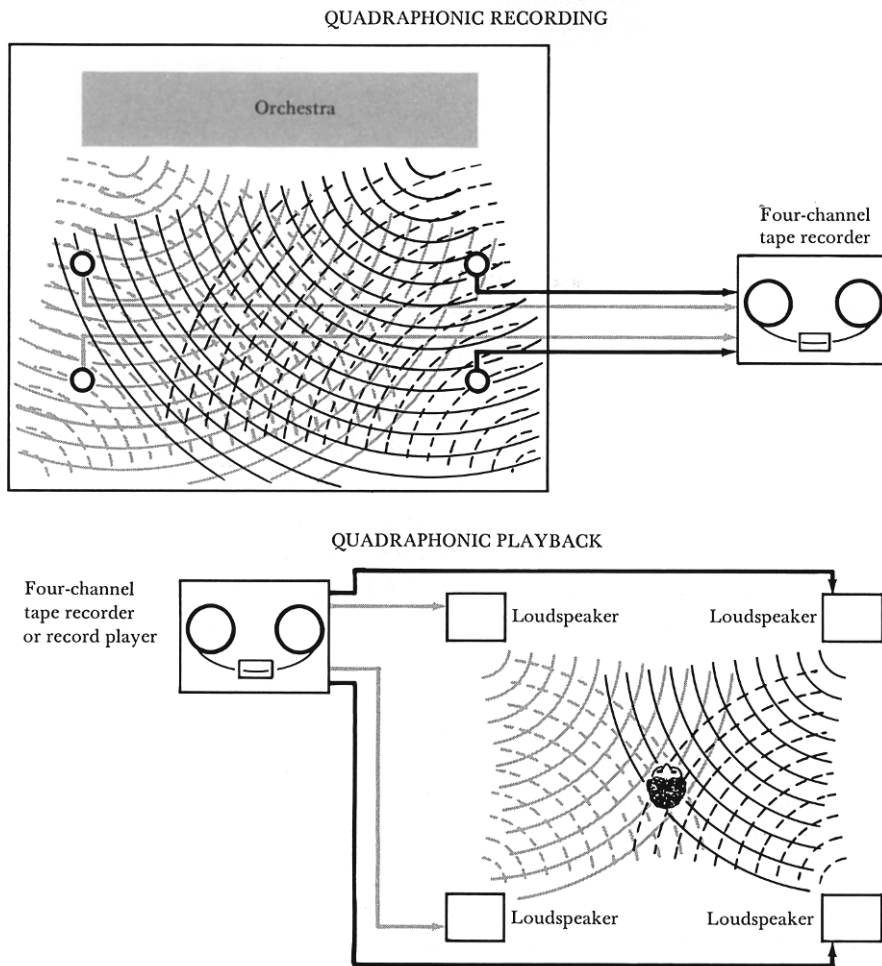 QUADRAPHONIC RECORDING
Orchestra
Four-channel
tape recorder
QUADRAPHONIC PLAYBACK
Four-channel
tape recorder
or record player
Loudspeaker
Loudspeaker
Loudspeaker
Loudspeaker